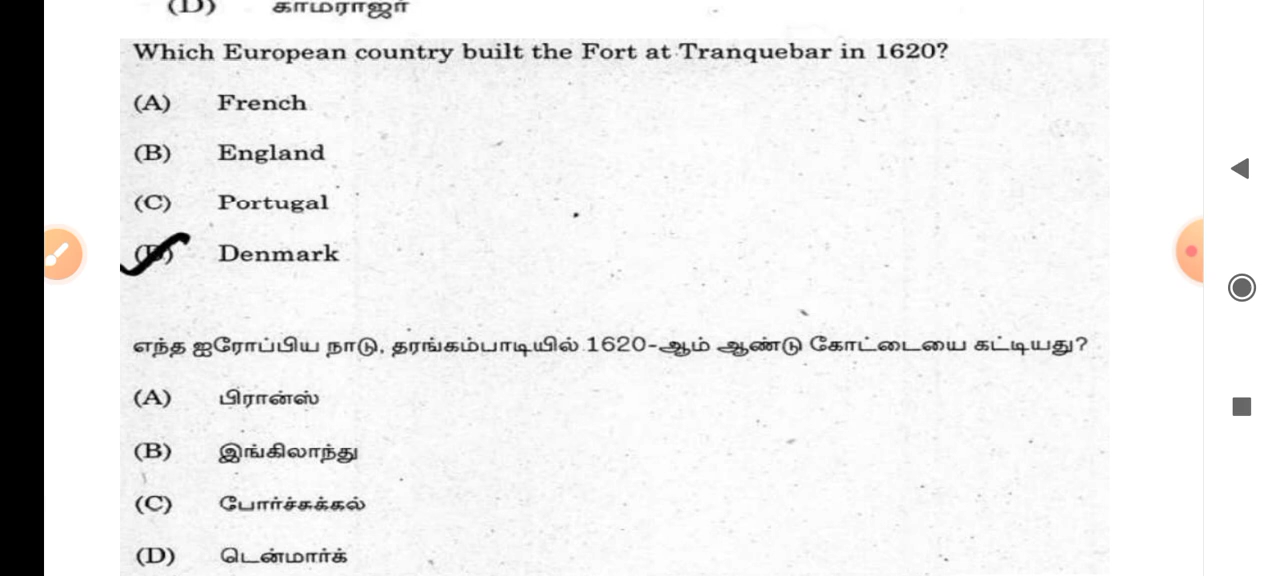 (D) காமராஜர்
Which European country built the Fort at Tranquebar in 1620?
(A) French
(B) England
(C) Portugal
(D) Denmark
எந்த ஐரோப்பிய நாடு, தரங்கம்பாடியில் 1620-ஆம் ஆண்டு கோட்டையை கட்டியது?
(A) பிரான்ஸ்
(B) இங்கிலாந்து
(C) போர்ச்சுக்கல்
(D) டென்மார்க்